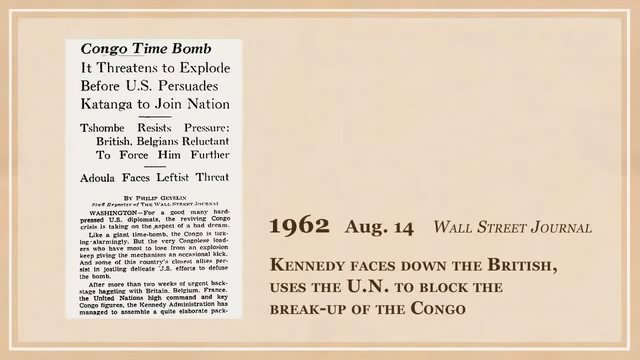 Congo Time Bomb
It Threatens to Explode
Before U.S. Persuades
Katanga to Join Nation
Tshombe Resists Pressure;
British, Belgians Reluctant
To Force Him Further
Adoula Faces Leftist Threat
BY PHILIP GEYELIN
Staff Reporter of THE WALL STREET JOURNAL
WASHINGTON—For a good many hard-
pressed U.S. diplomats, the reviving Congo
crisis is taking on the aspect of a bad dream.
Like a giant time-bomb, the Congo is tick-
ing alarmingly. But the very Congolese lead-
ers who have most to lose from an explosion
keep giving the mechanism an occasional kick.
And some of this country's closest allies per-
sist in jostling delicate U.S. efforts to defuse
the bomb.
After more than two weeks of urgent back-
stage haggling with Britain, Belgium, France,
the United Nations high command and key
Congo figures, the Kennedy Administration has
managed to assemble a quite elaborate pack-
1962 Aug. 14 WALL STREET JOURNAL
KENNEDY FACES DOWN THE BRITISH,
USES THE U.N. TO BLOCK THE
BREAK-UP OF THE CONGO